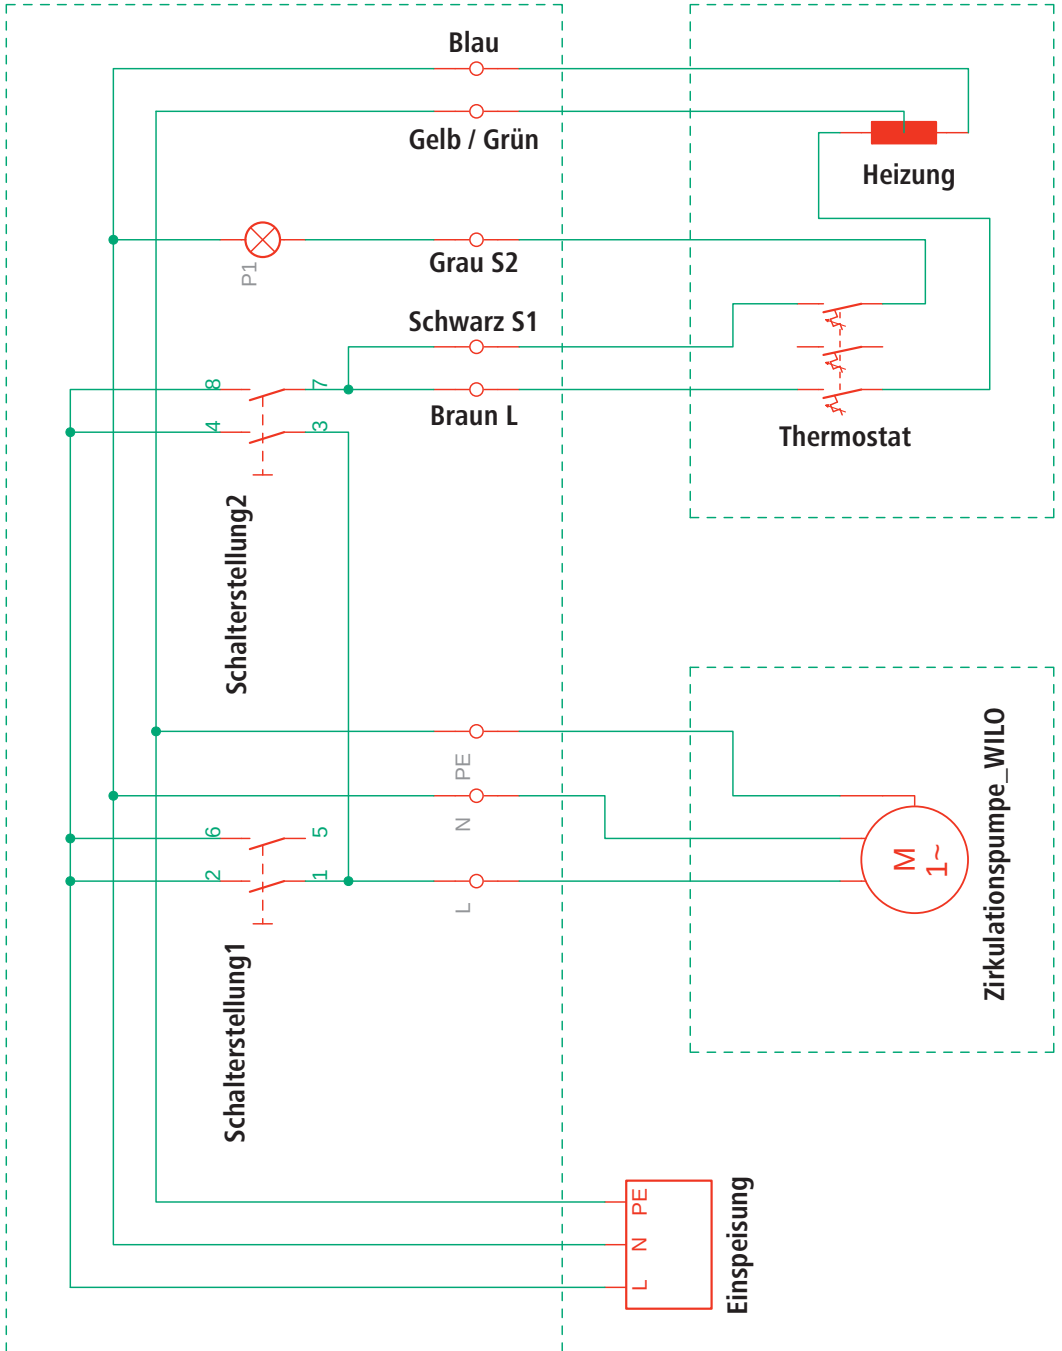 Blau
Gelb / Grün
Heizung
P1
Grau S2
Schwarz S1
8
7
Braun L
4
3
Thermostat
Schalterstellung2
PE
N
Zirkulationspumpe_WILO
6
5
M
1~
2
1
L
Schalterstellung1
PE
N
L
Einspeisung